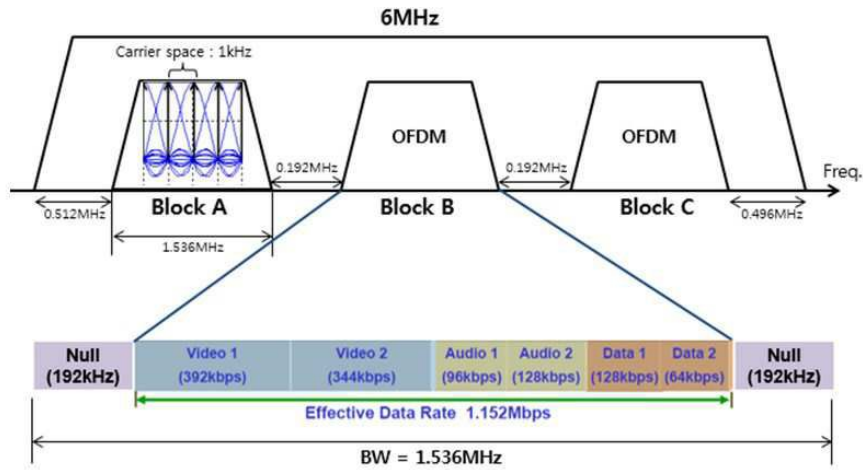 6MHz
Carrier space : 1kHz
OFDM
OFDM
0.192MHz
0.192MHz
Freq.
Block A
Block B
Block C
0.512MHz
0.496MHz
1.536MHz
Null
(192kHz)
Video 1
(392kbps)
Video 2
(344kbps)
Audio 1
(96kbps)
Audio 2
(128kbps)
Data 1
(128kbps)
Data 2
(64kbps)
Null
(192kHz)
Effective Data Rate 1.152Mbps
BW = 1.536MHz